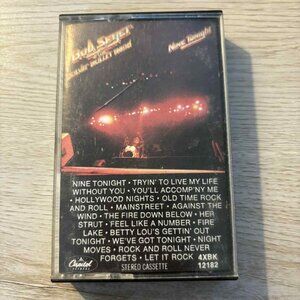 Bob Seger
Silver Bullet Band
Nine Tonight
NINE TONIGHT • TRYIN' TO LIVE MY LIFE
WITHOUT YOU • YOU'LL ACCOMP'NY ME
• HOLLYWOOD NIGHTS • OLD TIME ROCK
AND ROLL • MAINSTREET • AGAINST THE
WIND • THE FIRE DOWN BELOW • HER
STRUT • FEEL LIKE A NUMBER • FIRE
LAKE • BETTY LOU'S GETTIN' OUT
TONIGHT • WE'VE GOT TONIGHT • NIGHT
MOVES • ROCK AND ROLL NEVER
FORGETS • LET IT ROCK
4XBK
12182
Capitol
STEREO CASSETTE